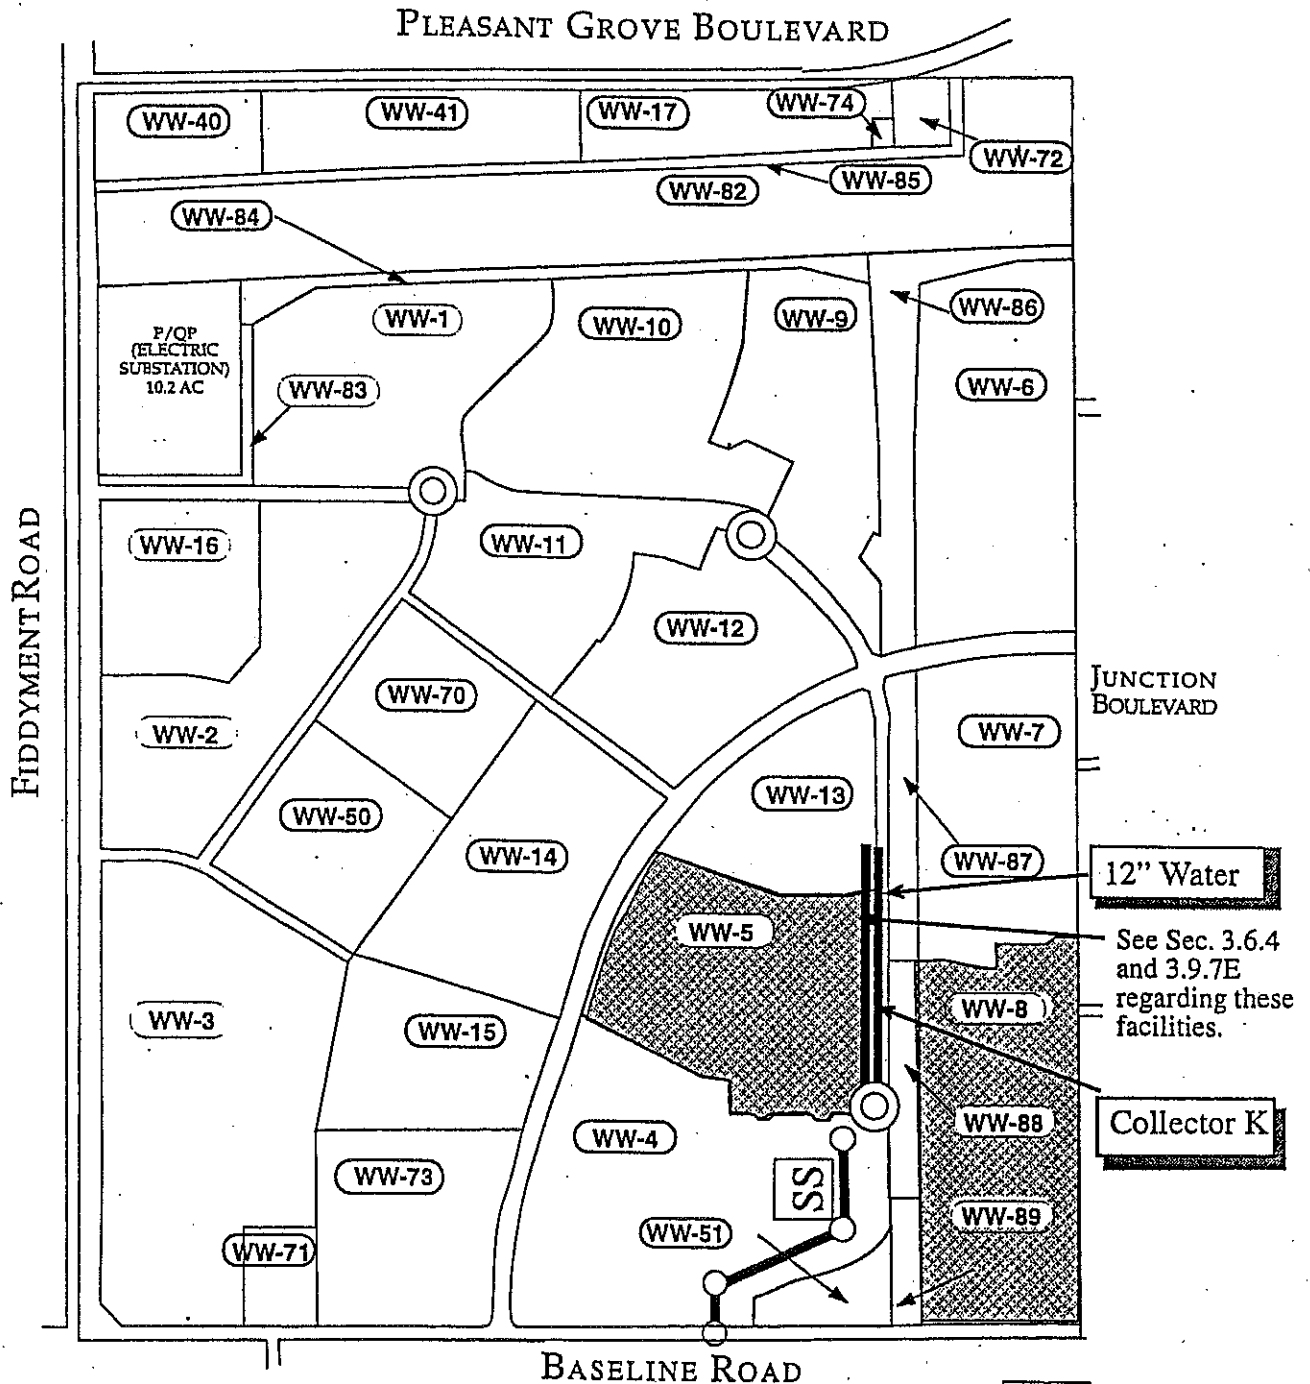 PLEASANT GROVE BOULEVARD
WW-40
WW-41
WW-17
WW-74
WW-72
WW-85
WW-82
WW-84
WW-1
WW-10
WW-9
WW-86
P/QP
(ELECTRIC
SUBSTATION)
10.2 AC
WW-83
WW-6
FIDDYMENT ROAD
WW-16
WW-11
WW-12
WW-70
JUNCTION
BOULEVARD
WW-2
WW-7
WW-13
WW-50
WW-14
WW-87
12” Water
WW-5
See Sec. 3.6.4
and 3.9.7E
regarding these
facilities.
WW-8
WW-3
WW-15
WW-88
Collector K
WW-4
WW-73
SS
WW-89
WW-51
WW-71
BASELINE ROAD